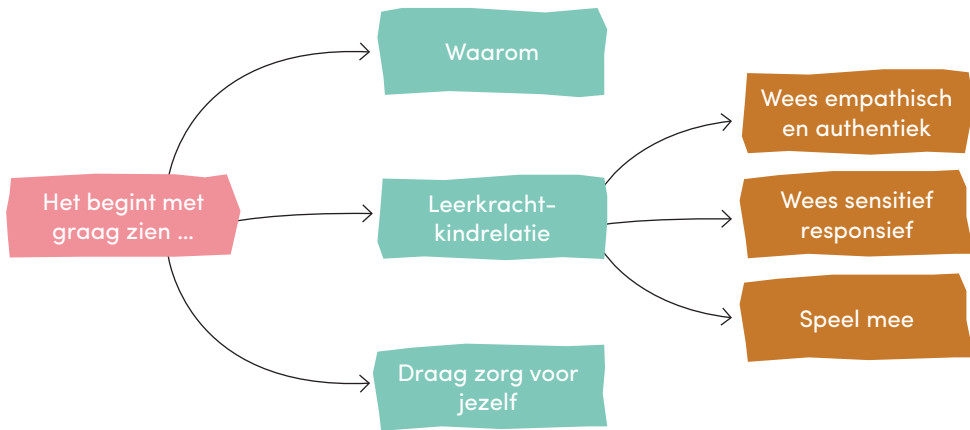 Het begint met
graag zien ...
Waarom
Leerkracht-
kindrelatie
Draag zorg voor
jezelf
Wees empathisch
en authentiek
Wees sensitief
responsief
Speel mee